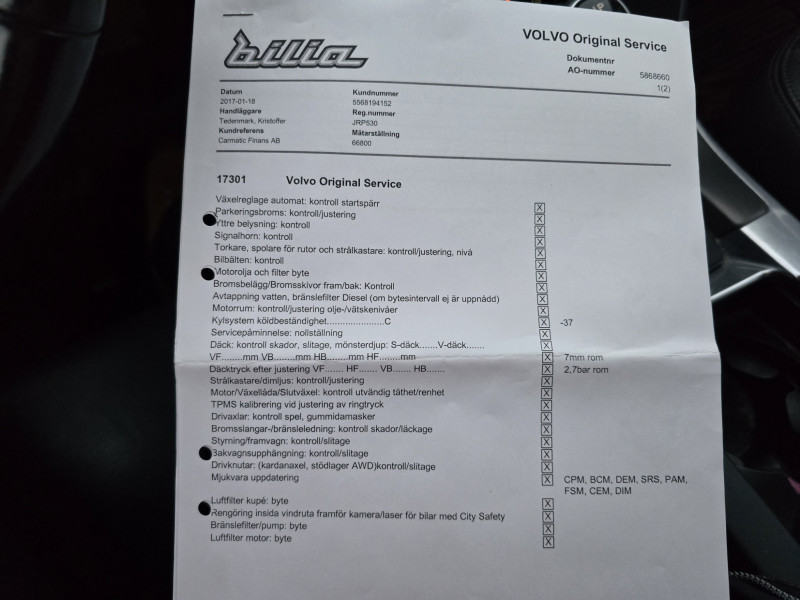 bilia
VOLVO Original Service
Dokumentnr
AO-nummer 5868660
1(2)
Datum Kundnummer
2017-01-18 5568194152
Handläggare Reg.nummer
Tedenmark, Kristoffer JRP530
Kundreferens Mätarställning
Carmatic Finans AB 66800
17301 Volvo Original Service
Växelreglage automat: kontroll startspärr X
Parkeringsbroms: kontroll/justering X
Yttre belysning: kontroll X
Signalhorn: kontroll X
Torkare, spolare för rutor och strålkastare: kontroll/justering, nivå X
Bilbälten: kontroll X
Motorolja och filter byte X
Bromsbelägg/Bromsskivor fram/bak: Kontroll X
Avtappning vatten, bränslefilter Diesel (om bytesintervall ej är uppnådd) X
Motorrum: kontroll/justering olje-/vätskenivåer X
Kylsystem köldbeständighet......................C X -37
Servicepåminnelse: nollställning X
Däck: kontroll skador, slitage, mönsterdjup: S-däck.......V-däck....... X
VF........mm VB........mm HB........mm HF.......mm X 7mm rom
Däcktryck efter justering VF....... HF....... VB....... HB....... X 2,7bar rom
Strålkastare/dimljus: kontroll/justering X
Motor/Växellåda/Slutväxel: kontroll utvändig täthet/renhet X
TPMS kalibrering vid justering av ringtryck X
Drivaxlar: kontroll spel, gummidamasker X
Bromsslangar-/bränsleledning: kontroll skador/läckage X
Styrning/framvagn: kontroll/slitage X
Bakvagnsupphängning: kontroll/slitage X
Drivknutar: (kardanaxel, stödlager AWD)kontroll/slitage X
Mjukvara uppdatering X CPM, BCM, DEM, SRS, PAM,
FSM, CEM, DIM
Luftfilter kupé: byte X
Rengöring insida vindruta framför kamera/laser för bilar med City Safety X
Bränslefilter/pump: byte X
Luftfilter motor: byte X